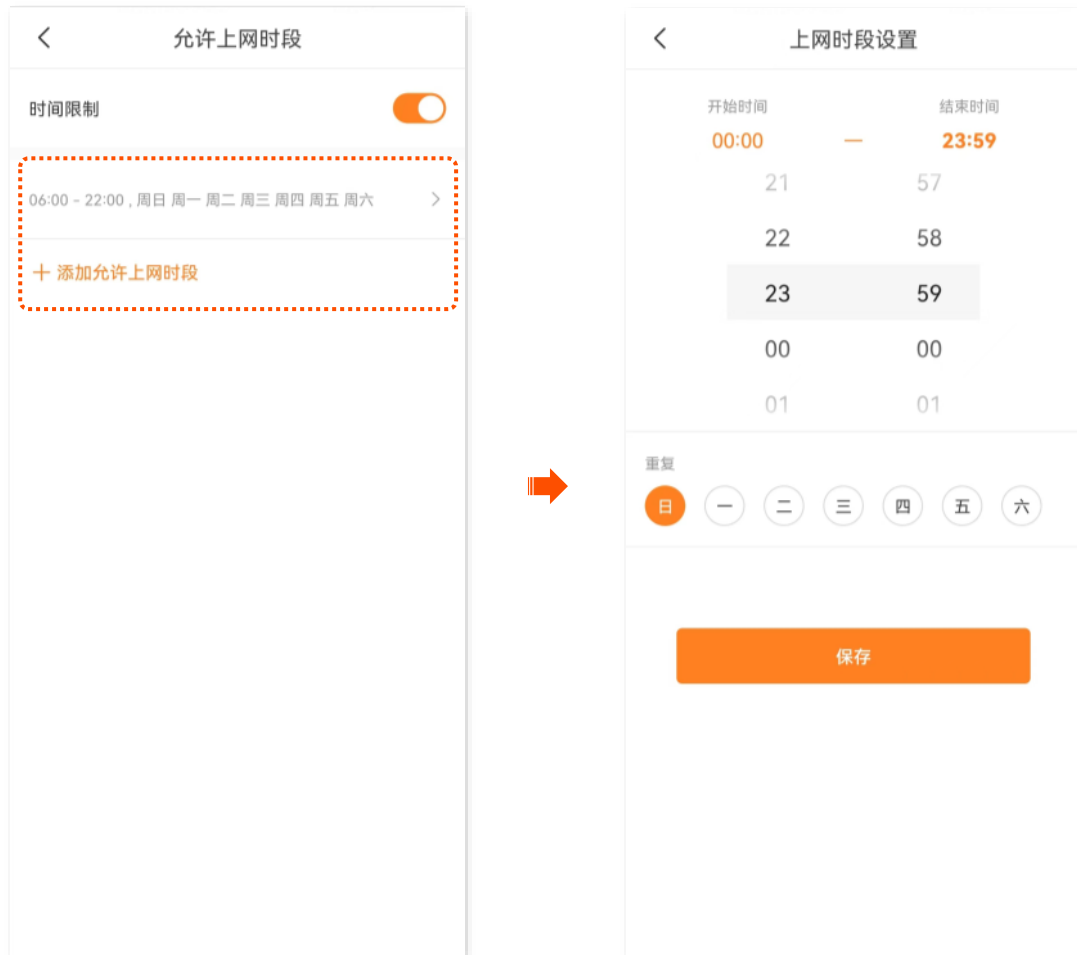 允许上网时段
时间限制
06:00 - 22:00 , 周日 周一 周二 周三 周四 周五 周六
添加允许上网时段
上网时段设置
开始时间 结束时间
00:00 — 23:59
21 57
22 58
23 59
00 00
01 01
重复
日 一 二 三 四 五 六
保存